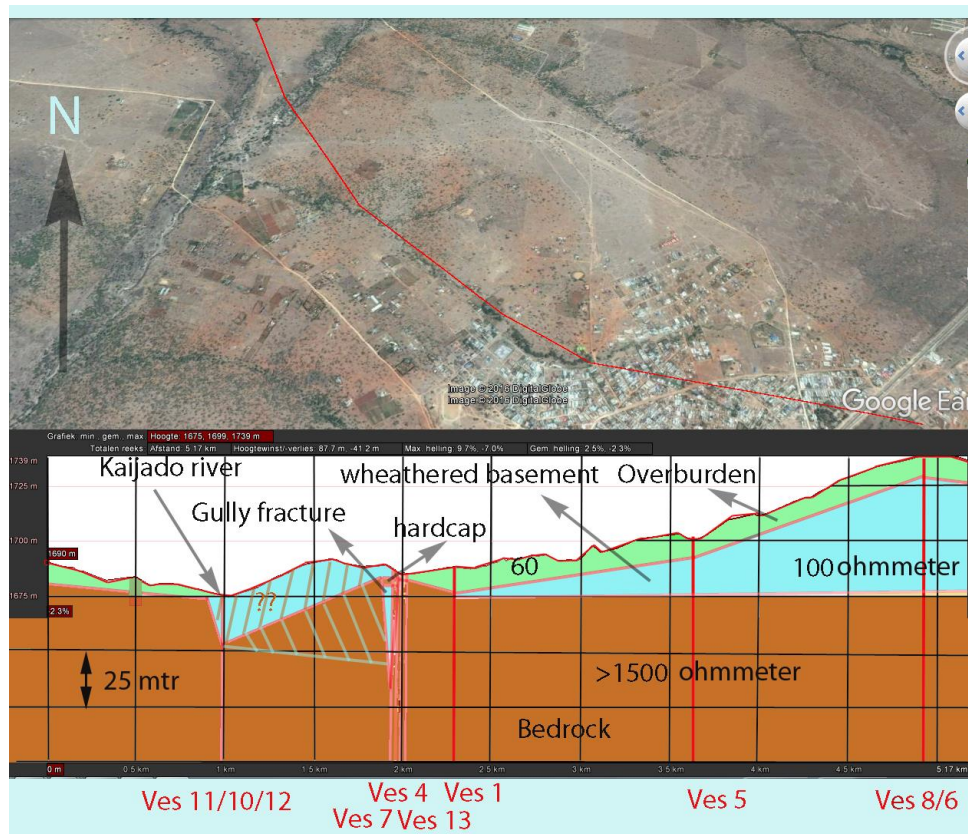 N
Image © 2016 DigitalGlobe
Image © 2016 DigitalGlobe
Google Ea
Grafiek: min., gem., max. Hoogte: 1675, 1699, 1739 m
Totalen reeks: Afstand: 5.17 km Hoogtewinst/-verlies: 87.7 m, -41.2 m Max. helling: 9.7%, -7.0% Gem. helling: 2.5%, -2.3%
1739 m
1725 m
1700 m
1690 m
1675 m
-2.3%
Kaijado river
Gully fracture
hardcap
wheathered basement
Overburden
60
100 ohmmeter
??
25 mtr
>1500 ohmmeter
Bedrock
0 m 0.5 km 1 km 1.5 km 2 km 2.5 km 3 km 3.5 km 4 km 4.5 km 5.17 km
Ves 11/10/12 Ves 4 Ves 1 Ves 5 Ves 8/6
Ves 7 Ves 13